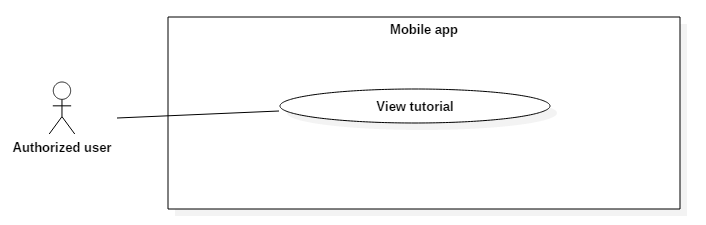 Mobile app
View tutorial
Authorized user